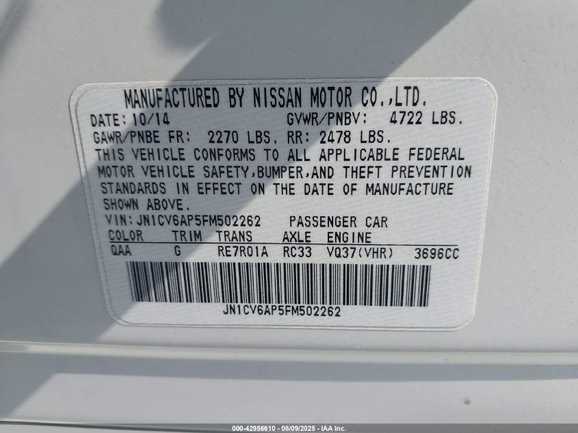 MANUFACTURED BY NISSAN MOTOR CO.,LTD.
DATE: 10/14 GVWR/PNBV: 4722 LBS.
GAWR/PNBE FR: 2270 LBS. RR: 2478 LBS.
THIS VEHICLE CONFORMS TO ALL APPLICABLE FEDERAL
MOTOR VEHICLE SAFETY,BUMPER,AND THEFT PREVENTION
STANDARDS IN EFFECT ON THE DATE OF MANUFACTURE
SHOWN ABOVE.
VIN: JN1CV6AP5FM502262 PASSENGER CAR
COLOR TRIM TRANS AXLE ENGINE
QAA G RE7R01A RC33 VQ37(VHR) 3696CC
JN1CV6AP5FM502262
000-42956610 - 08/09/2025 - IAA Inc.